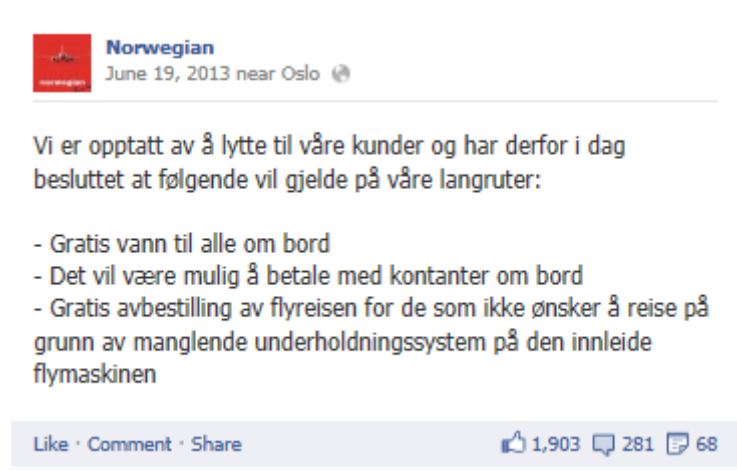 Norwegian
June 19, 2013 near Oslo
norwegian
Vi er opptatt av å lytte til våre kunder og har derfor i dag
besluttet at følgende vil gjelde på våre langruter:
- Gratis vann til alle om bord
- Det vil være mulig å betale med kontanter om bord
- Gratis avbestilling av flyreisen for de som ikke ønsker å reise på
grunn av manglende underholdningssystem på den innleide
flymaskinen
Like · Comment · Share 1,903 281 68